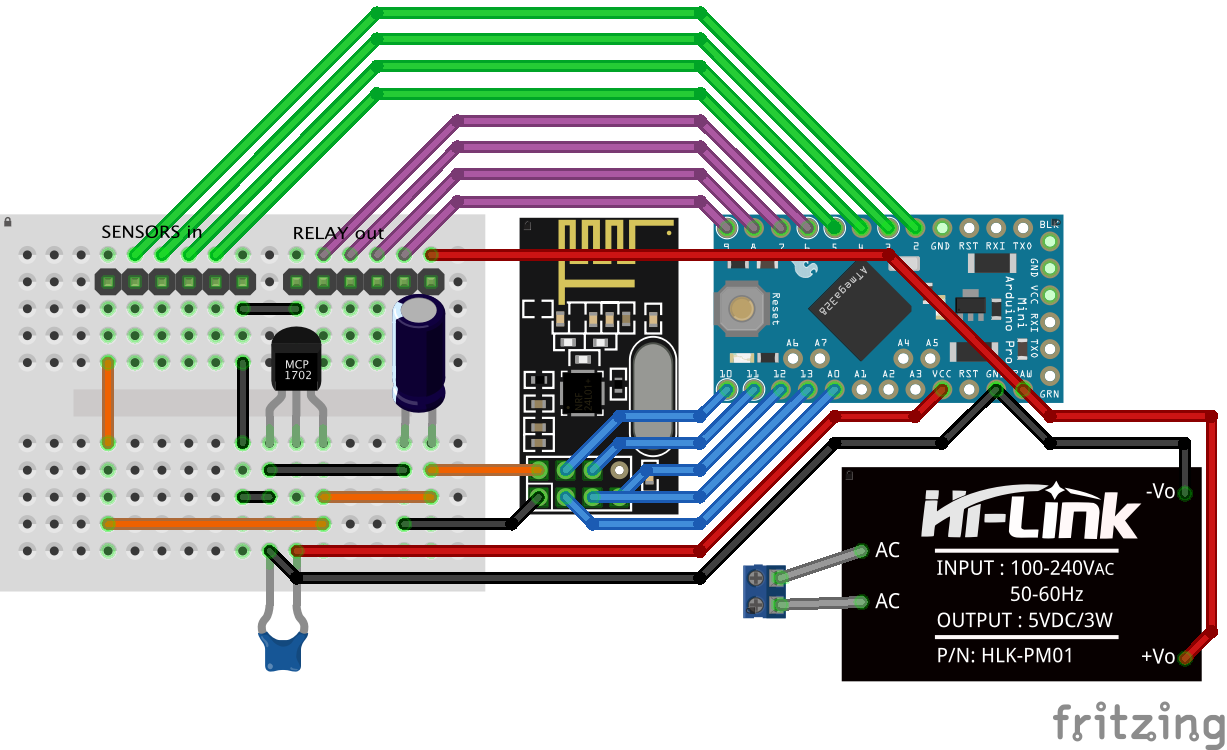 SENSORS in
RELAY out
9 8 7 6 5 4 3 2 GND RST RXI TXO
BLK
GND
VCC
RXI
TXO
GRN
Reset
ATmega328
Arduino Pro
Mini
A6 A7 A4 A5
10 11 12 13 A0 A1 A2 A3 VCC RST GND RAW
MCP
1702
NRF
24L01+
-Vo
Hi-Link
AC
INPUT : 100-240VAC
50-60Hz
AC
OUTPUT : 5VDC/3W
P/N: HLK-PM01
+Vo
fritzing